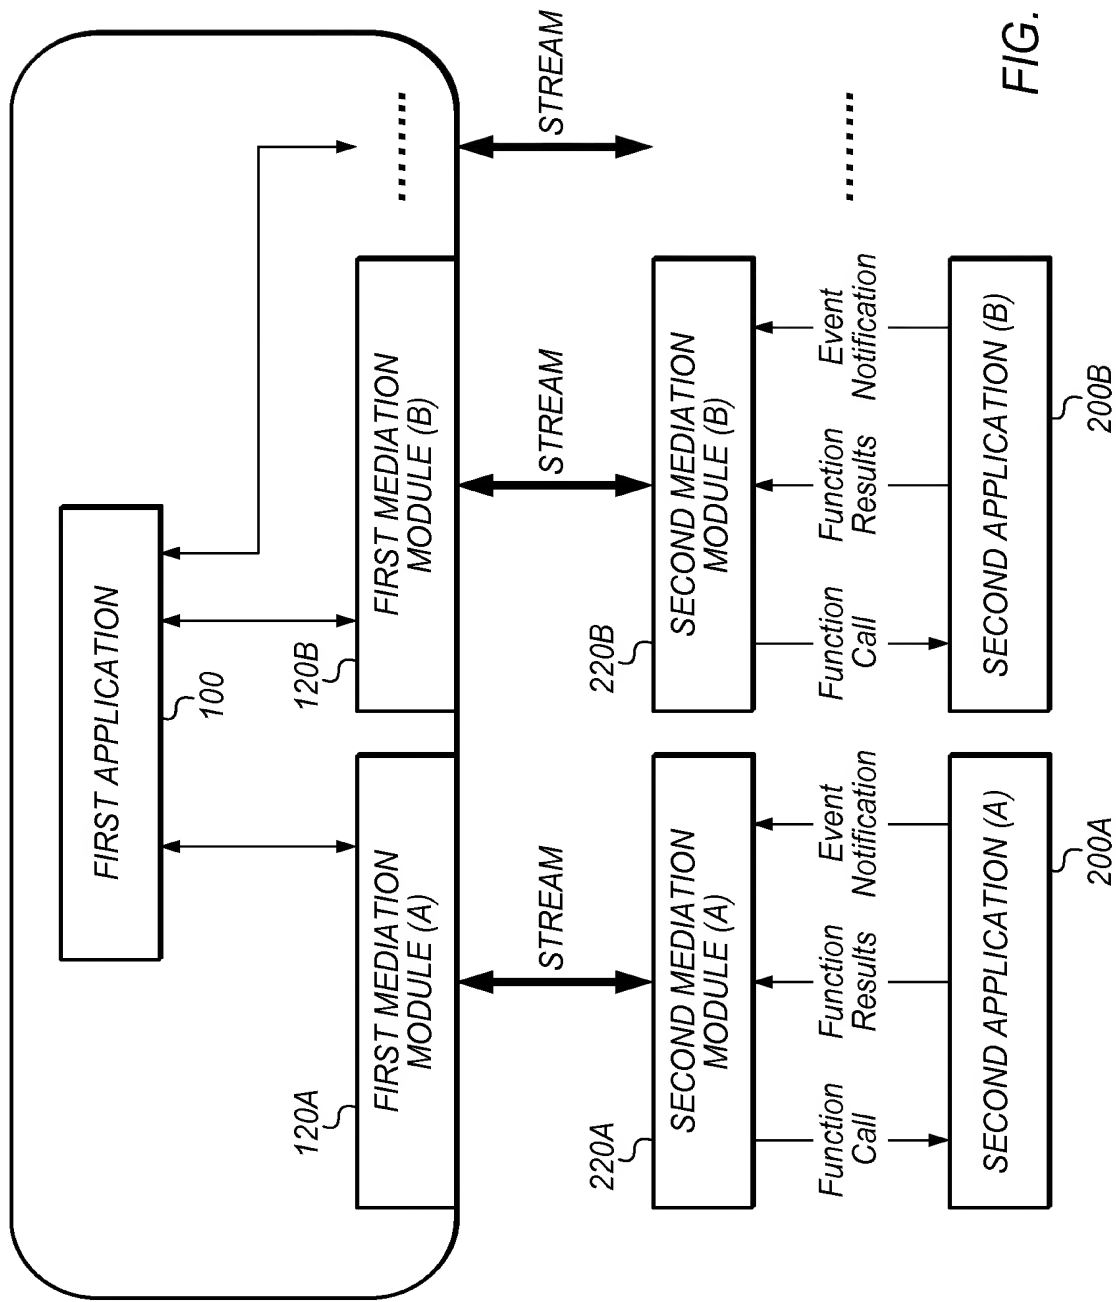 FIRST APPLICATION
100
120A
FIRST MEDIATION
MODULE (A)
120B
FIRST MEDIATION
MODULE (B)
........
STREAM
STREAM
STREAM
220A
SECOND MEDIATION
MODULE (A)
220B
SECOND MEDIATION
MODULE (B)
Function
Call
Function
Results
Event
Notification
Function
Call
Function
Results
Event
Notification
........
SECOND APPLICATION (A)
200A
SECOND APPLICATION (B)
200B
FIG.